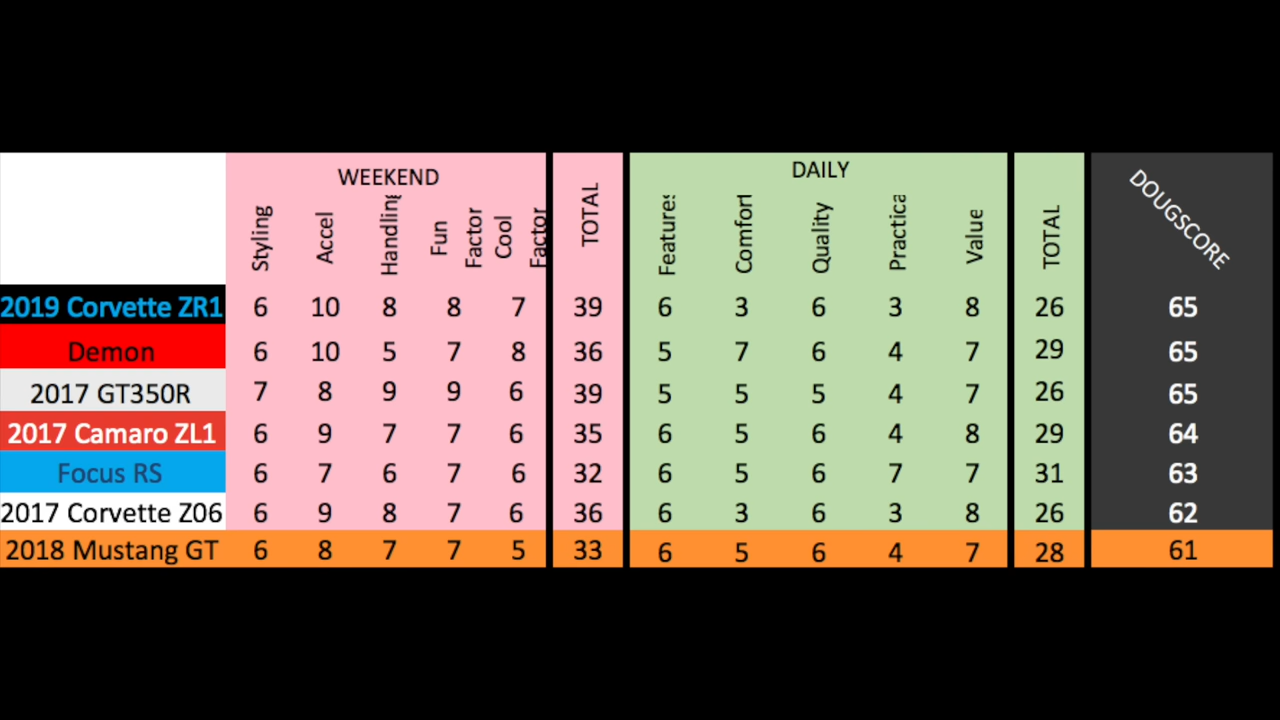 WEEKEND DAILY
Styling Accel Handling Fun Factor Cool Factor TOTAL Features Comfort Quality Practica Value TOTAL DOUGSCORE
2019 Corvette ZR1 6 10 8 8 7 39 6 3 6 3 8 26 65
Demon 6 10 5 7 8 36 5 7 6 4 7 29 65
2017 GT350R 7 8 9 9 6 39 5 5 5 4 7 26 65
2017 Camaro ZL1 6 9 7 7 6 35 6 5 6 4 8 29 64
Focus RS 6 7 6 7 6 32 6 5 6 7 7 31 63
2017 Corvette Z06 6 9 8 7 6 36 6 3 6 3 8 26 62
2018 Mustang GT 6 8 7 7 5 33 6 5 6 4 7 28 61